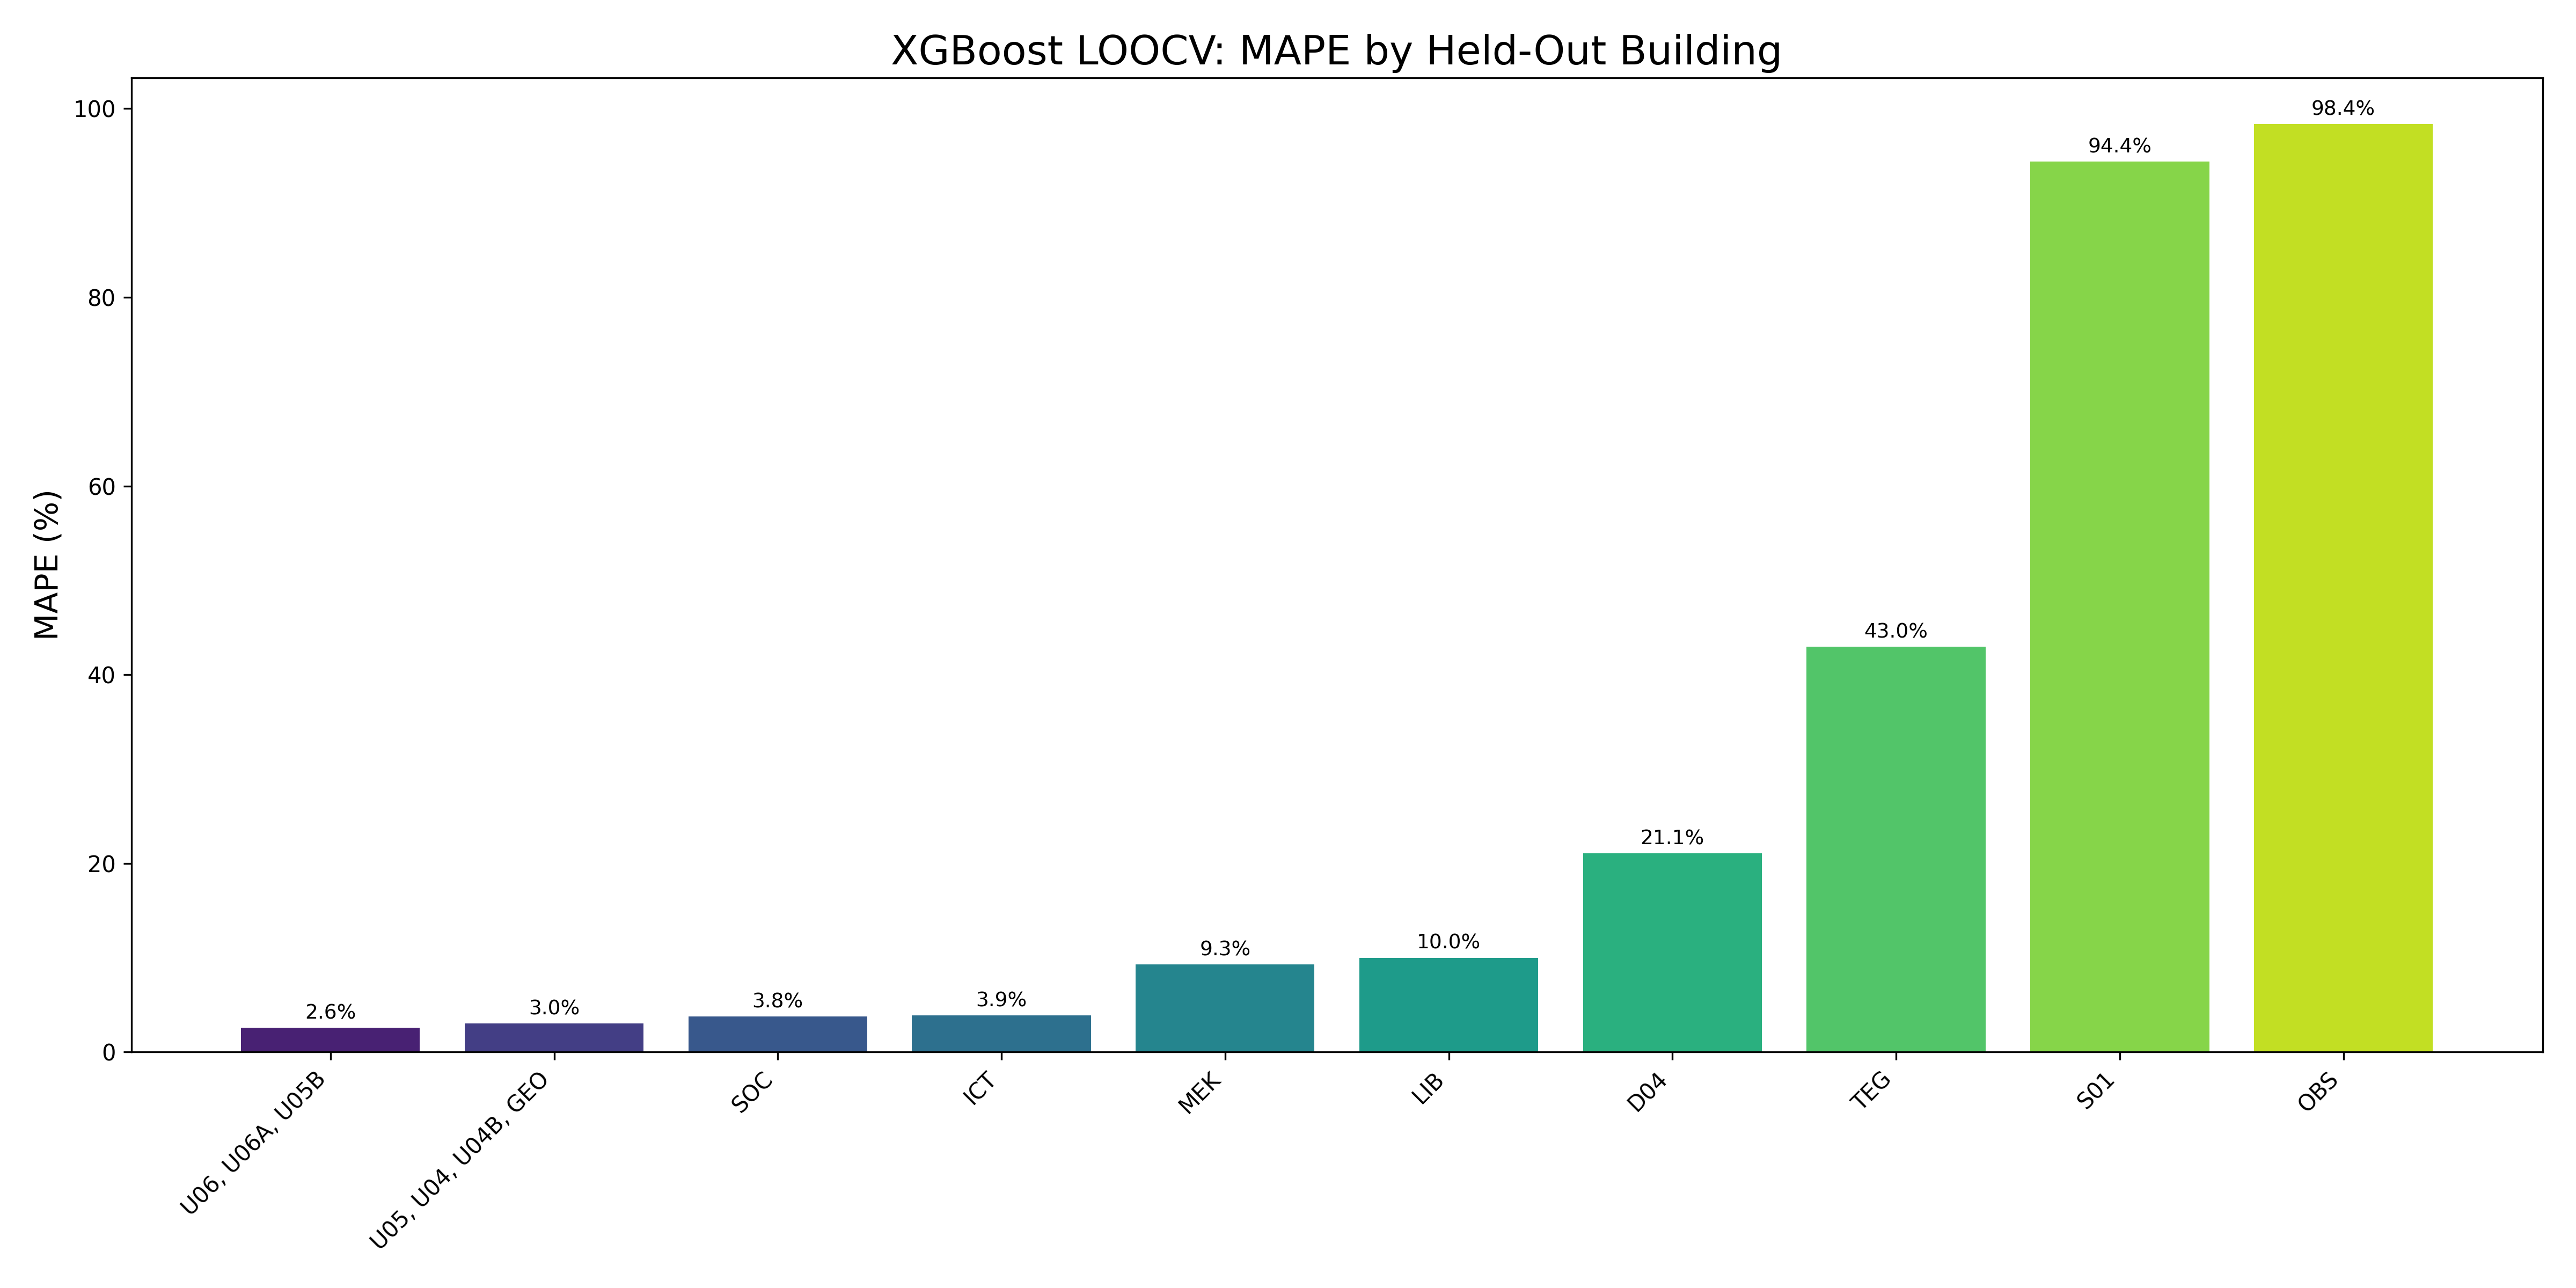 XGBoost LOOCV: MAPE by Held-Out Building
MAPE (%)
100
80
60
40
20
0
2.6%
3.0%
3.8%
3.9%
9.3%
10.0%
21.1%
43.0%
94.4%
98.4%
U06, U06A, U05B
U05, U04, U04B, GEO
SOC
ICT
MEK
LIB
D04
TEG
S01
OBS